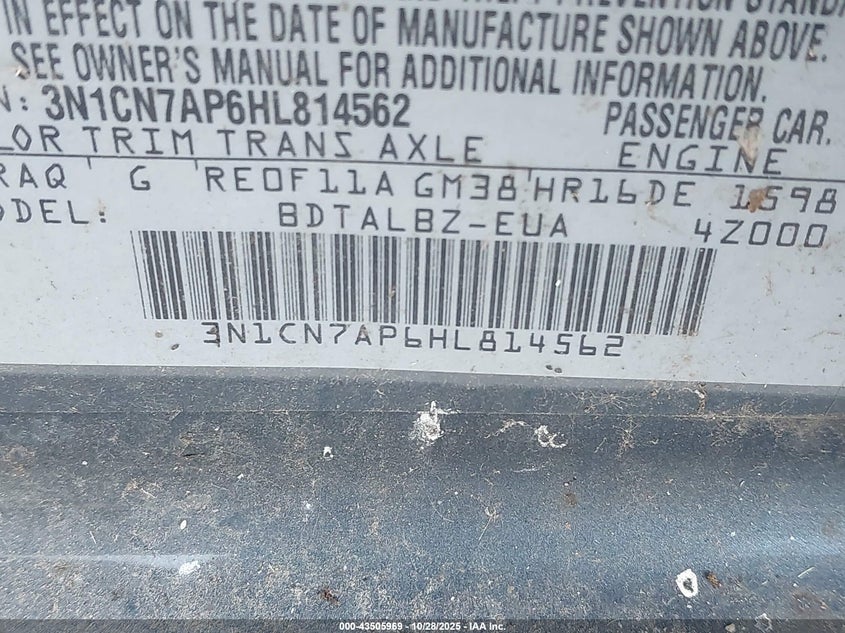 IN EFFECT ON THE DATE OF MANUFACTURE SHOWN ABOVE.
SEE OWNER'S MANUAL FOR ADDITIONAL INFORMATION.
N: 3N1CN7AP6HL814562 PASSENGER CAR.
LOR TRIM TRANS AXLE ENGINE
RAQ G RE0F11A GM38 HR16DE 1598
ODEL: BDTALBZ-EUA 4Z000
3N1CN7AP6HL814562
000-43505969 | 10/28/2025 - IAA Inc.